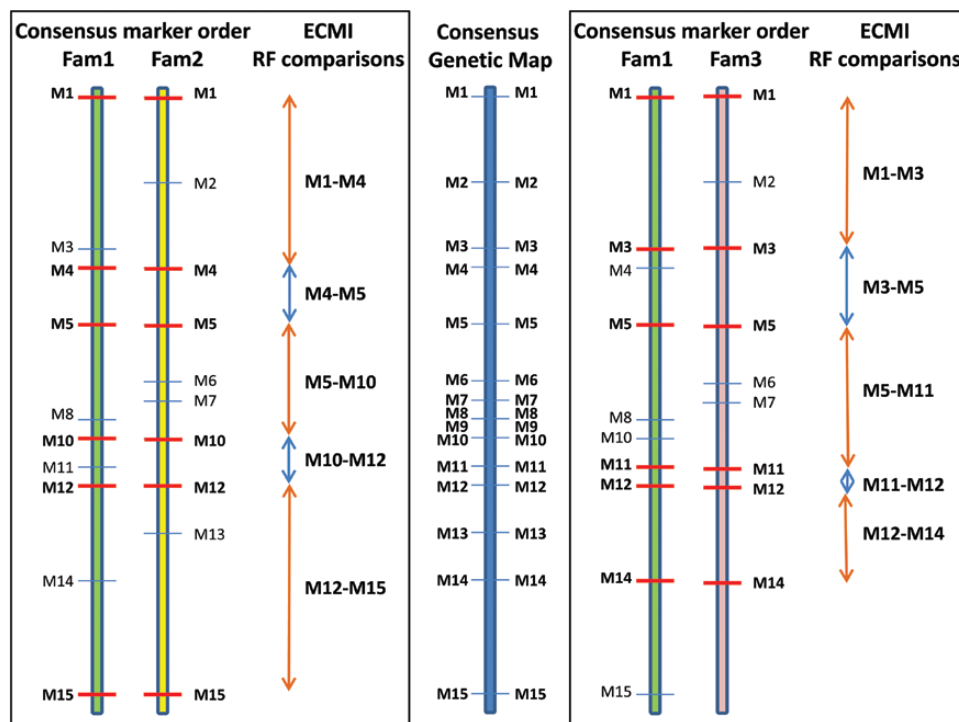 Consensus marker order
Fam1 Fam2
ECMI
RF comparisons
M1 M1
M2
M3
M4 M4
M5 M5
M6
M7
M8
M10 M10
M11
M12 M12
M13
M14
M15 M15
M1-M4
M4-M5
M5-M10
M10-M12
M12-M15
Consensus
Genetic Map
M1 M1
M2 M2
M3 M3
M4 M4
M5 M5
M6 M6
M7 M7
M8 M8
M9 M9
M10 M10
M11 M11
M12 M12
M13 M13
M14 M14
M15 M15
Consensus marker order
Fam1 Fam3
ECMI
RF comparisons
M1 M1
M2
M3 M3
M4
M5 M5
M6
M7
M8
M10
M11 M11
M12 M12
M14 M14
M15
M1-M3
M3-M5
M5-M11
M11-M12
M12-M14